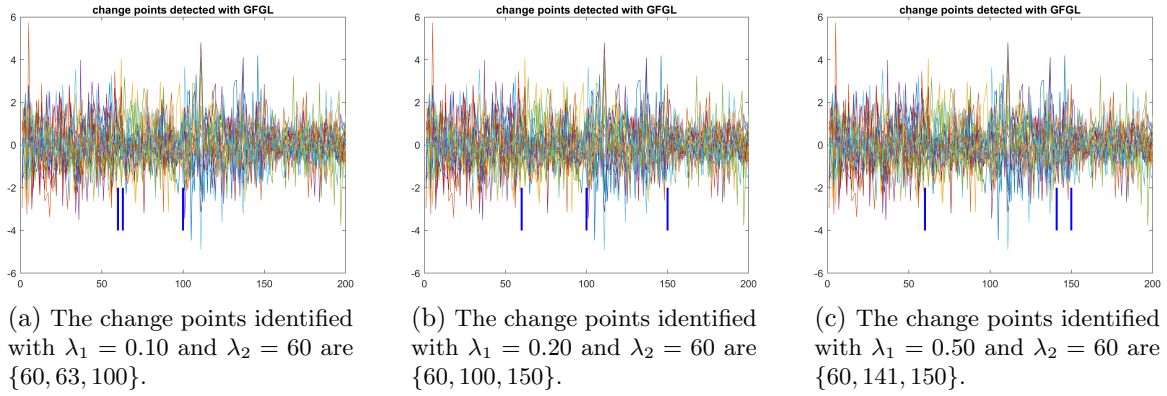 change points detected with GFGL
6
4
2
0
-2
-4
-6
0 50 100 150 200
(a) The change points identified
with λ₁ = 0.10 and λ₂ = 60 are
{60, 63, 100}.
change points detected with GFGL
6
4
2
0
-2
-4
-6
0 50 100 150 200
(b) The change points identified
with λ₁ = 0.20 and λ₂ = 60 are
{60, 100, 150}.
change points detected with GFGL
6
4
2
0
-2
-4
-6
0 50 100 150 200
(c) The change points identified
with λ₁ = 0.50 and λ₂ = 60 are
{60, 141, 150}.